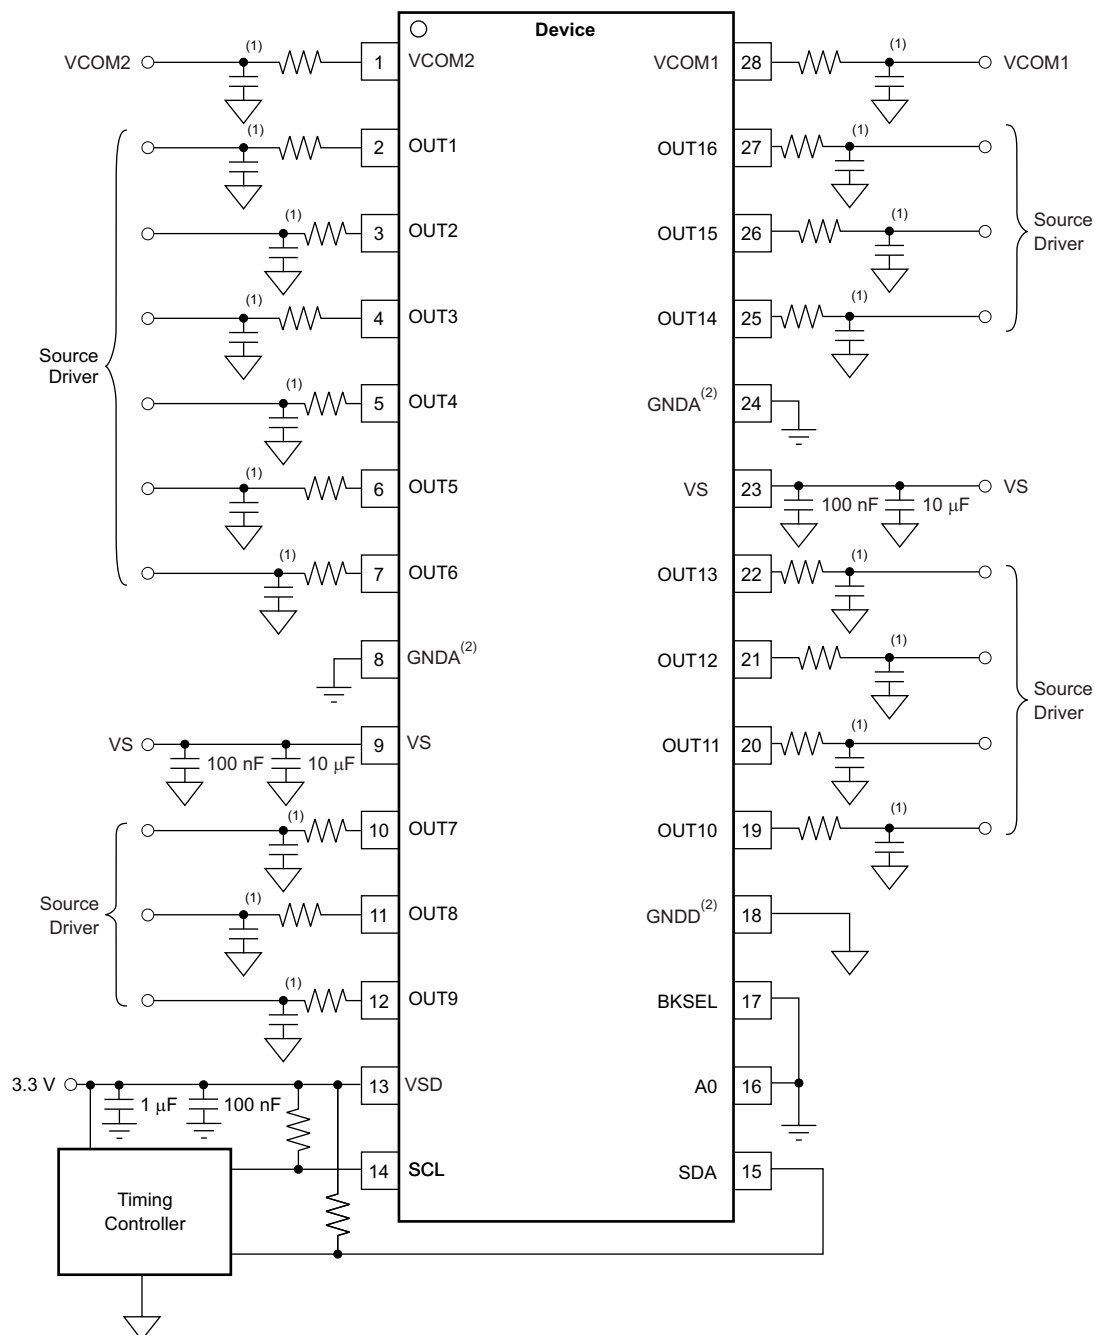 Device
VCOM2 (1) 1 VCOM2 VCOM1 28 (1) VCOM1
(1) 2 OUT1 OUT16 27 (1)
(1) 3 OUT2 OUT15 26 (1)
Source
Driver
(1) 4 OUT3 OUT14 25 (1)
Source
Driver
(1) 5 OUT4 GNDA(2) 24
(1) 6 OUT5 VS 23 100 nF 10 μF VS
(1) 7 OUT6 OUT13 22 (1)
8 GNDA(2) OUT12 21 (1)
Source
Driver
VS 100 nF 10 μF 9 VS OUT11 20 (1)
(1) 10 OUT7 OUT10 19 (1)
Source
Driver
(1) 11 OUT8 GNDD(2) 18
(1) 12 OUT9 BKSEL 17
3.3 V 1 μF 100 nF 13 VSD A0 16
14 SCL SDA 15
Timing
Controller